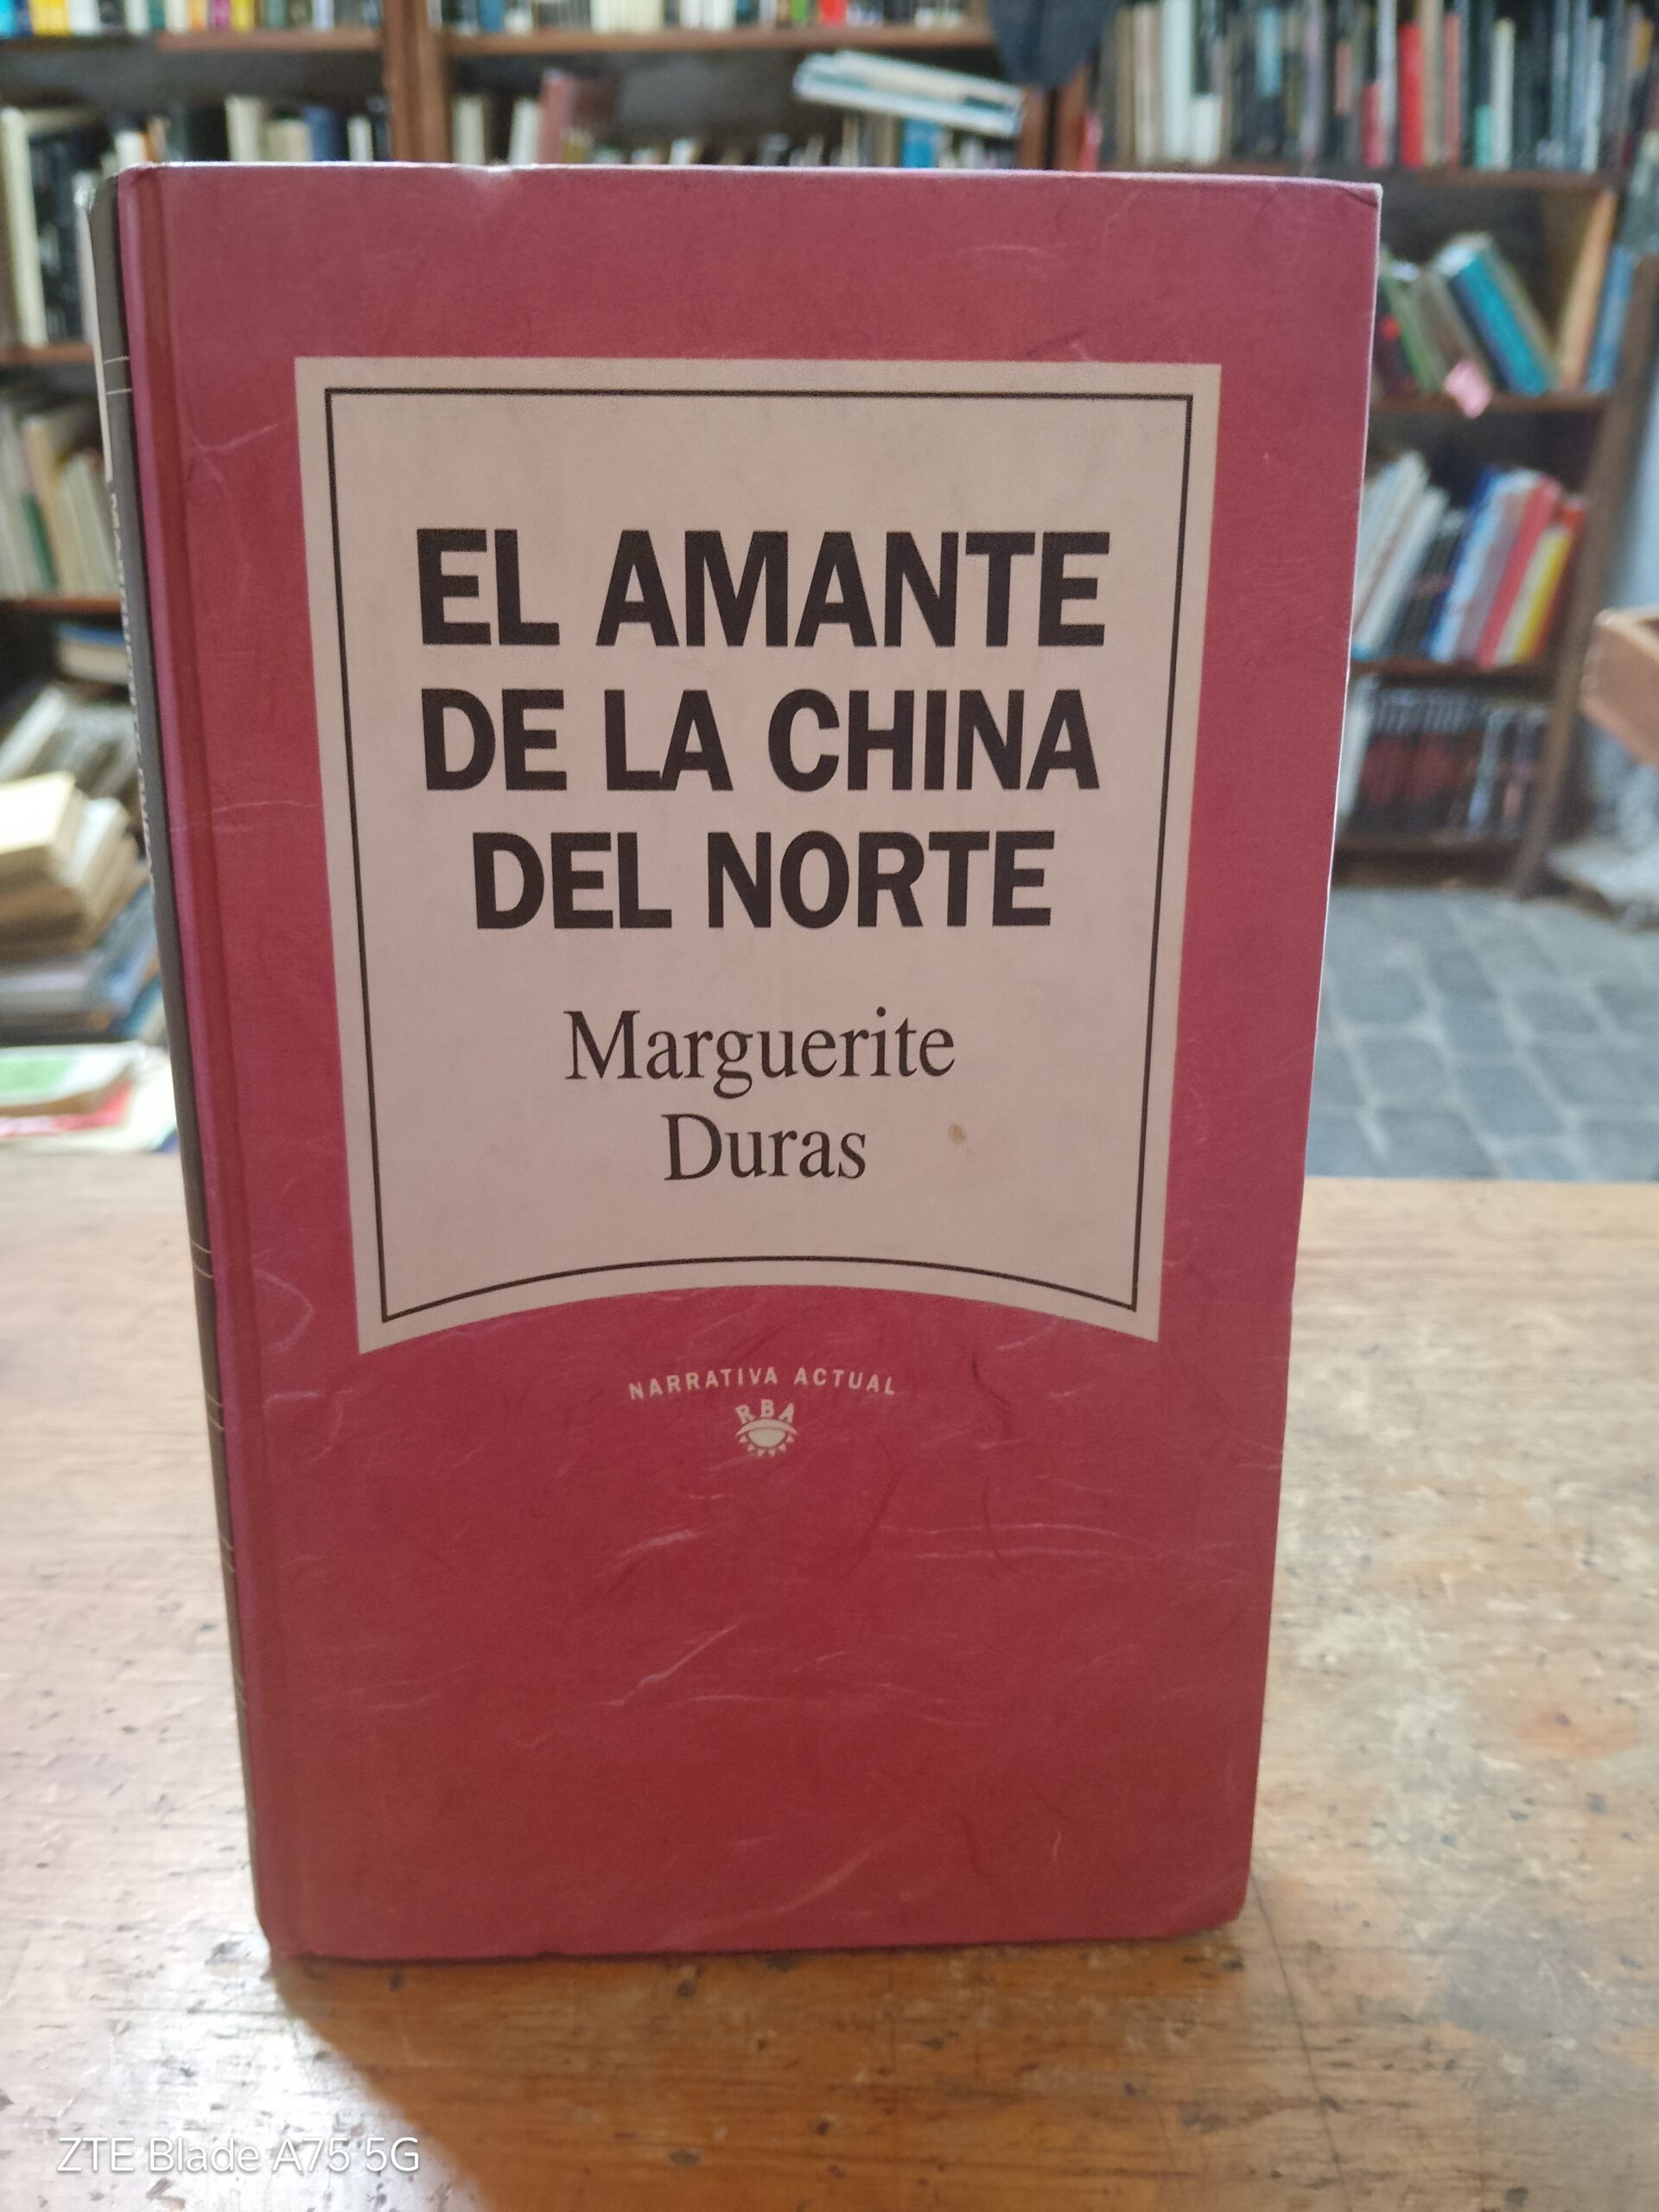 EL AMANTE
DE LA CHINA
DEL NORTE
Marguerite
Duras
NARRATIVA ACTUAL
RBA
ZTE Blade A75 5G